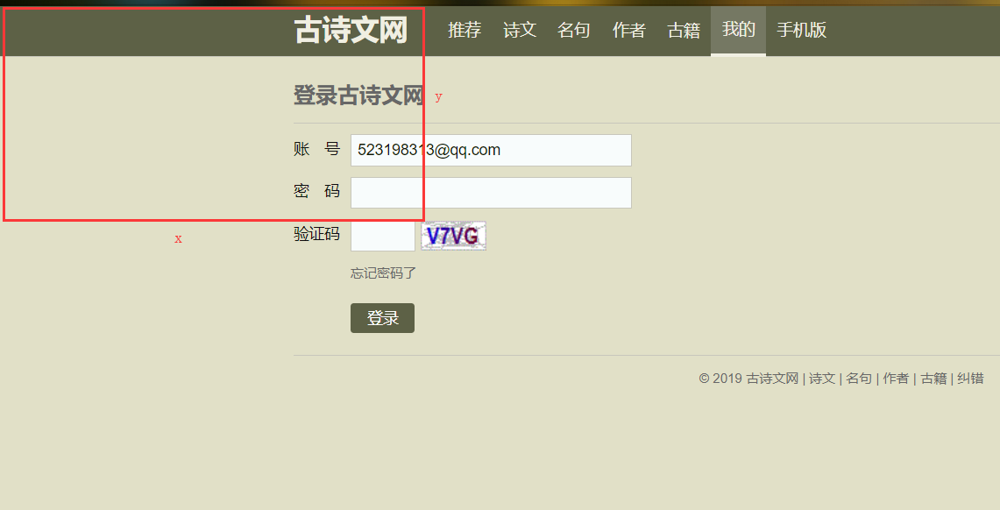 古诗文网 推荐 诗文 名句 作者 古籍 我的 手机版
登录古诗文网 y
账 号 523198313@qq.com
密 码
验证码 V7VG
x
忘记密码了
登录
© 2019 古诗文网 | 诗文 | 名句 | 作者 | 古籍 | 纠错